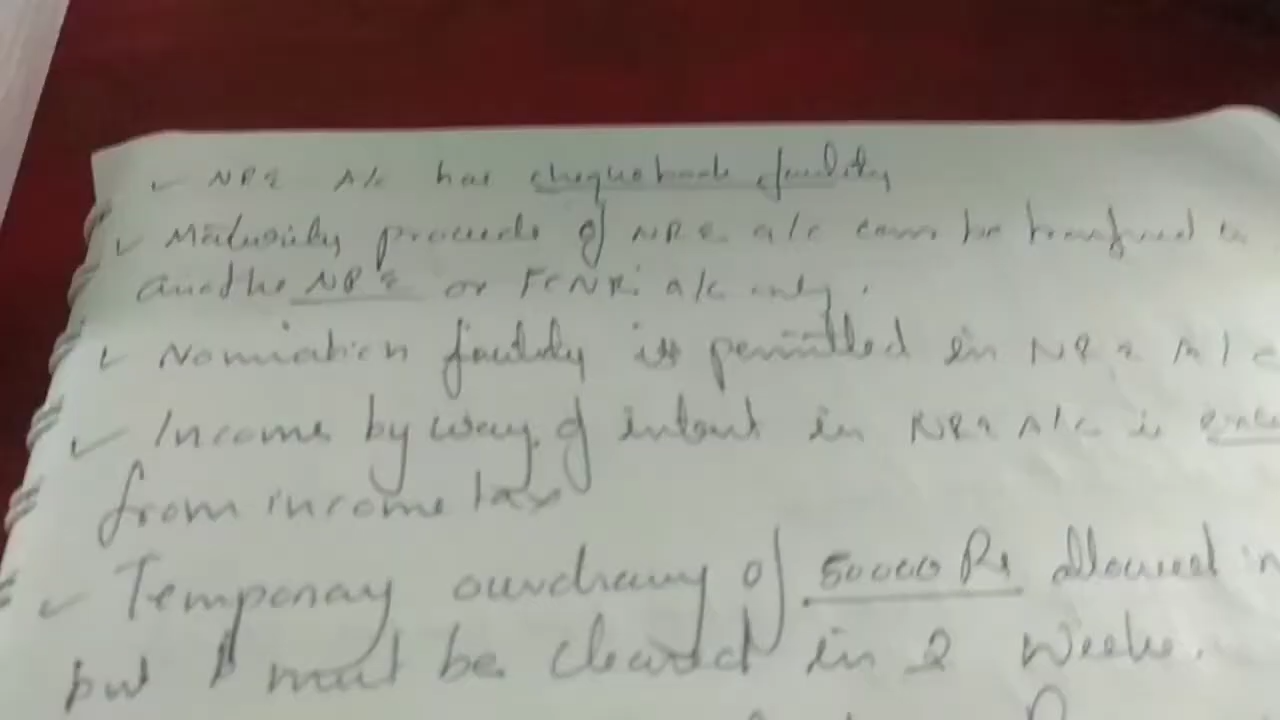 ✓ NRE A/c has chequebook facility
✓ Maturity proceeds of NRE a/c can be transferred
another NRE or FCNR a/c only.
✓ Nomination facility is permitted in NRE A/c
✓ Income by way of interest in NRE A/c is
from income tax
✓ Temporary overdrawing of 50000 Rs allowed in
but must be cleared in 2 weeks.